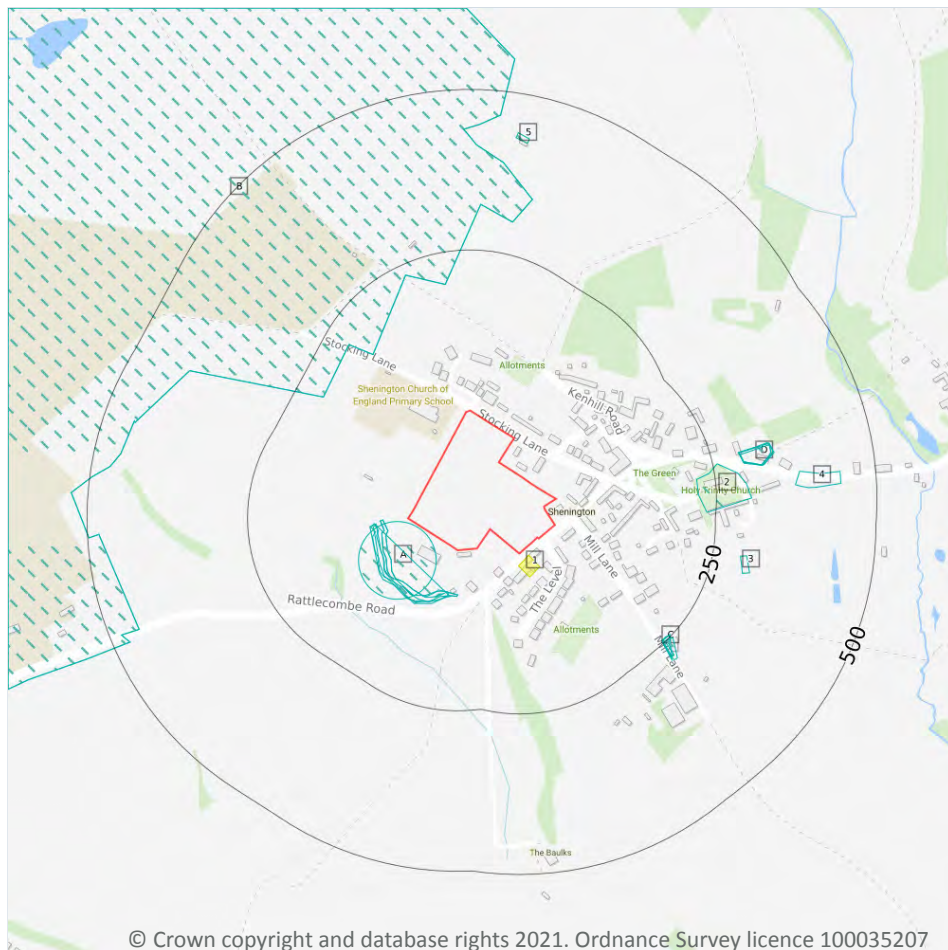 5
B
Stocking Lane
Allotments
Shenington Church of
England Primary School
Kenhill Road
Stocking Lane
D
The Green
4
2
Holy Trinity Church
Shenington
A
1
3
Mill Lane
250
The Level
Rattlecombe Road
Allotments
C
Mill Lane
500
The Baulks
© Crown copyright and database rights 2021. Ordnance Survey licence 100035207